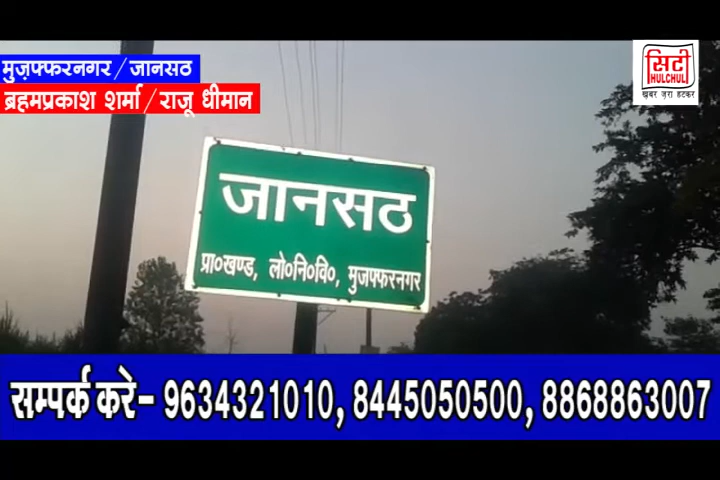 मुज़फ्फरनगर/जानसठ
ब्रहमप्रकाश शर्मा/राजू धीमान
सिटी
HULCHUL
ख़बर ज़रा हटकर
जानसठ
प्रा०खण्ड, लो०नि०वि०, मुजफ्फरनगर
सम्पर्क करे- 9634321010, 8445050500, 8868863007